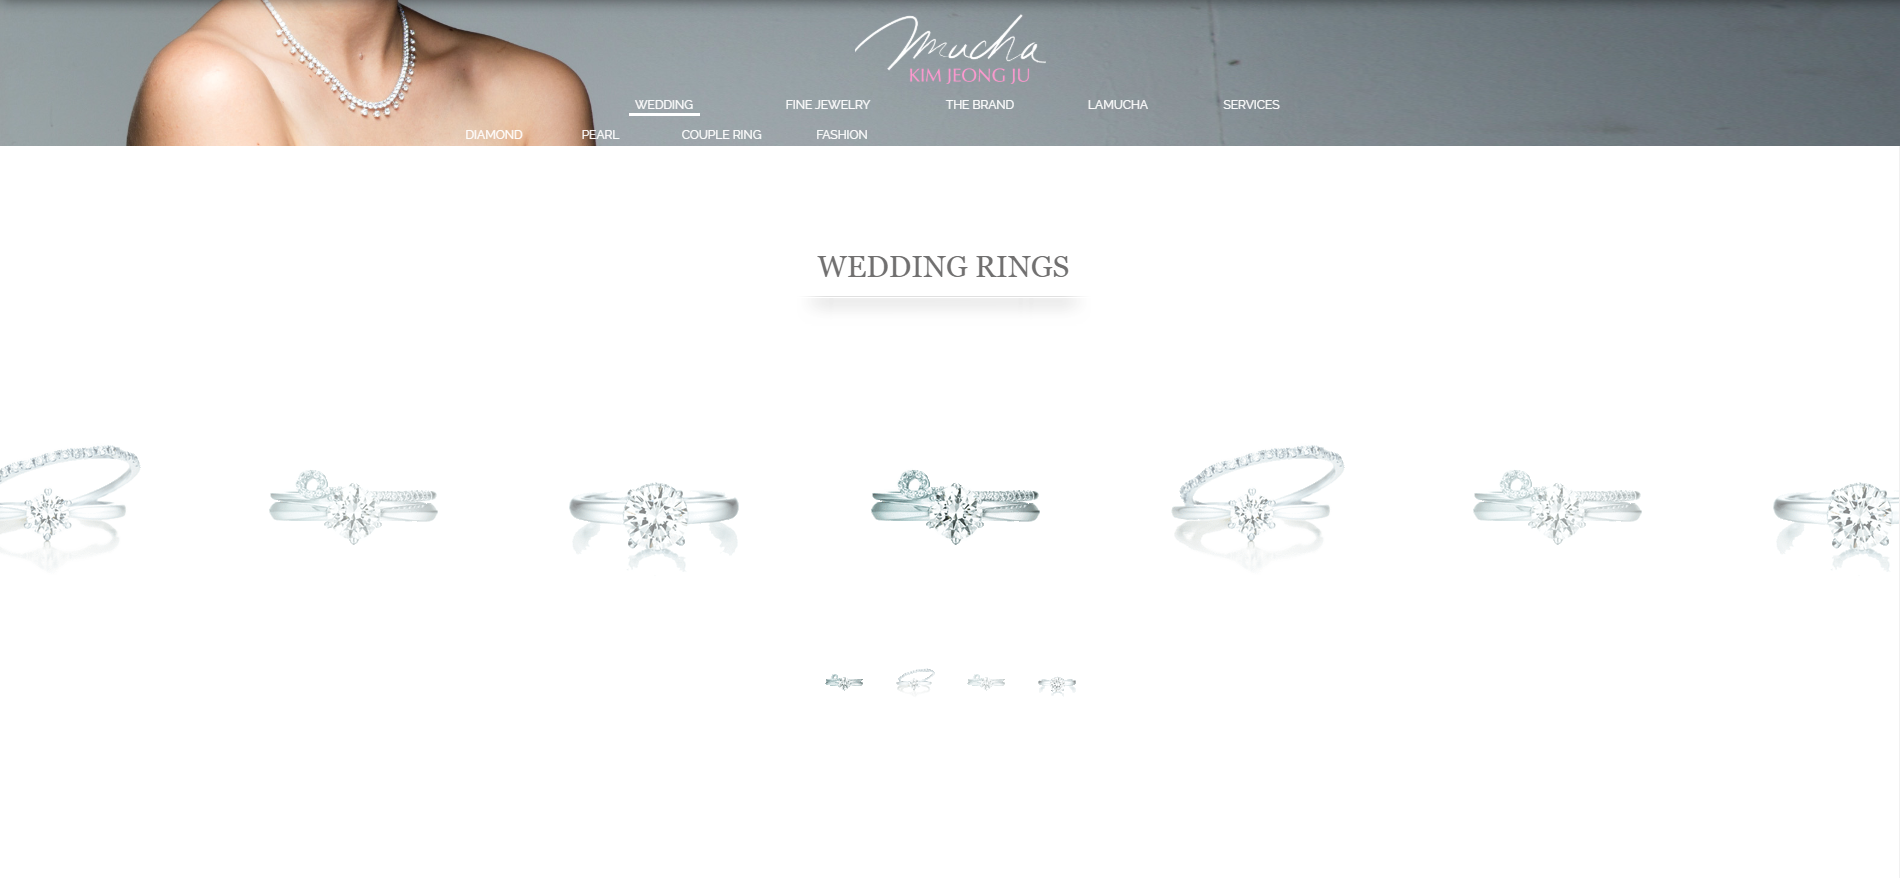 mucha
KIM JEONG JU
WEDDING FINE JEWELRY THE BRAND LAMUCHA SERVICES
DIAMOND PEARL COUPLE RING FASHION
WEDDING RINGS